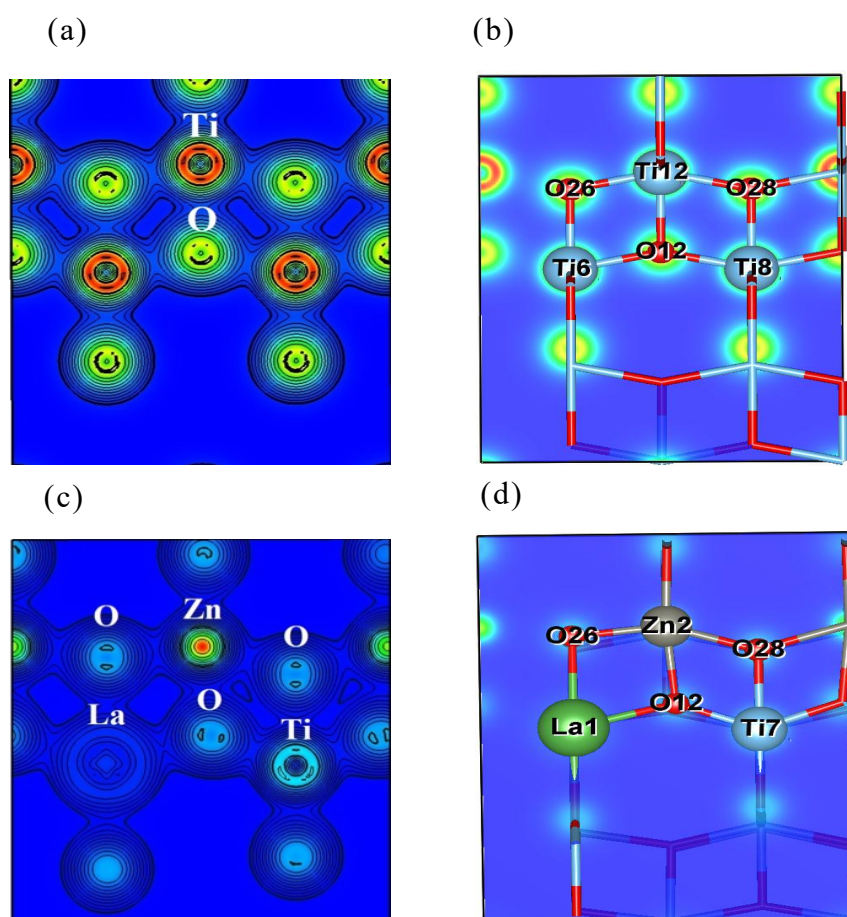 (a)
(b)
Ti
O
Ti12
O26
O28
O12
Ti6
Ti8
(c)
(d)
Zn
O
O
La
O
Ti
Zn2
O26
O28
O12
La1
Ti7